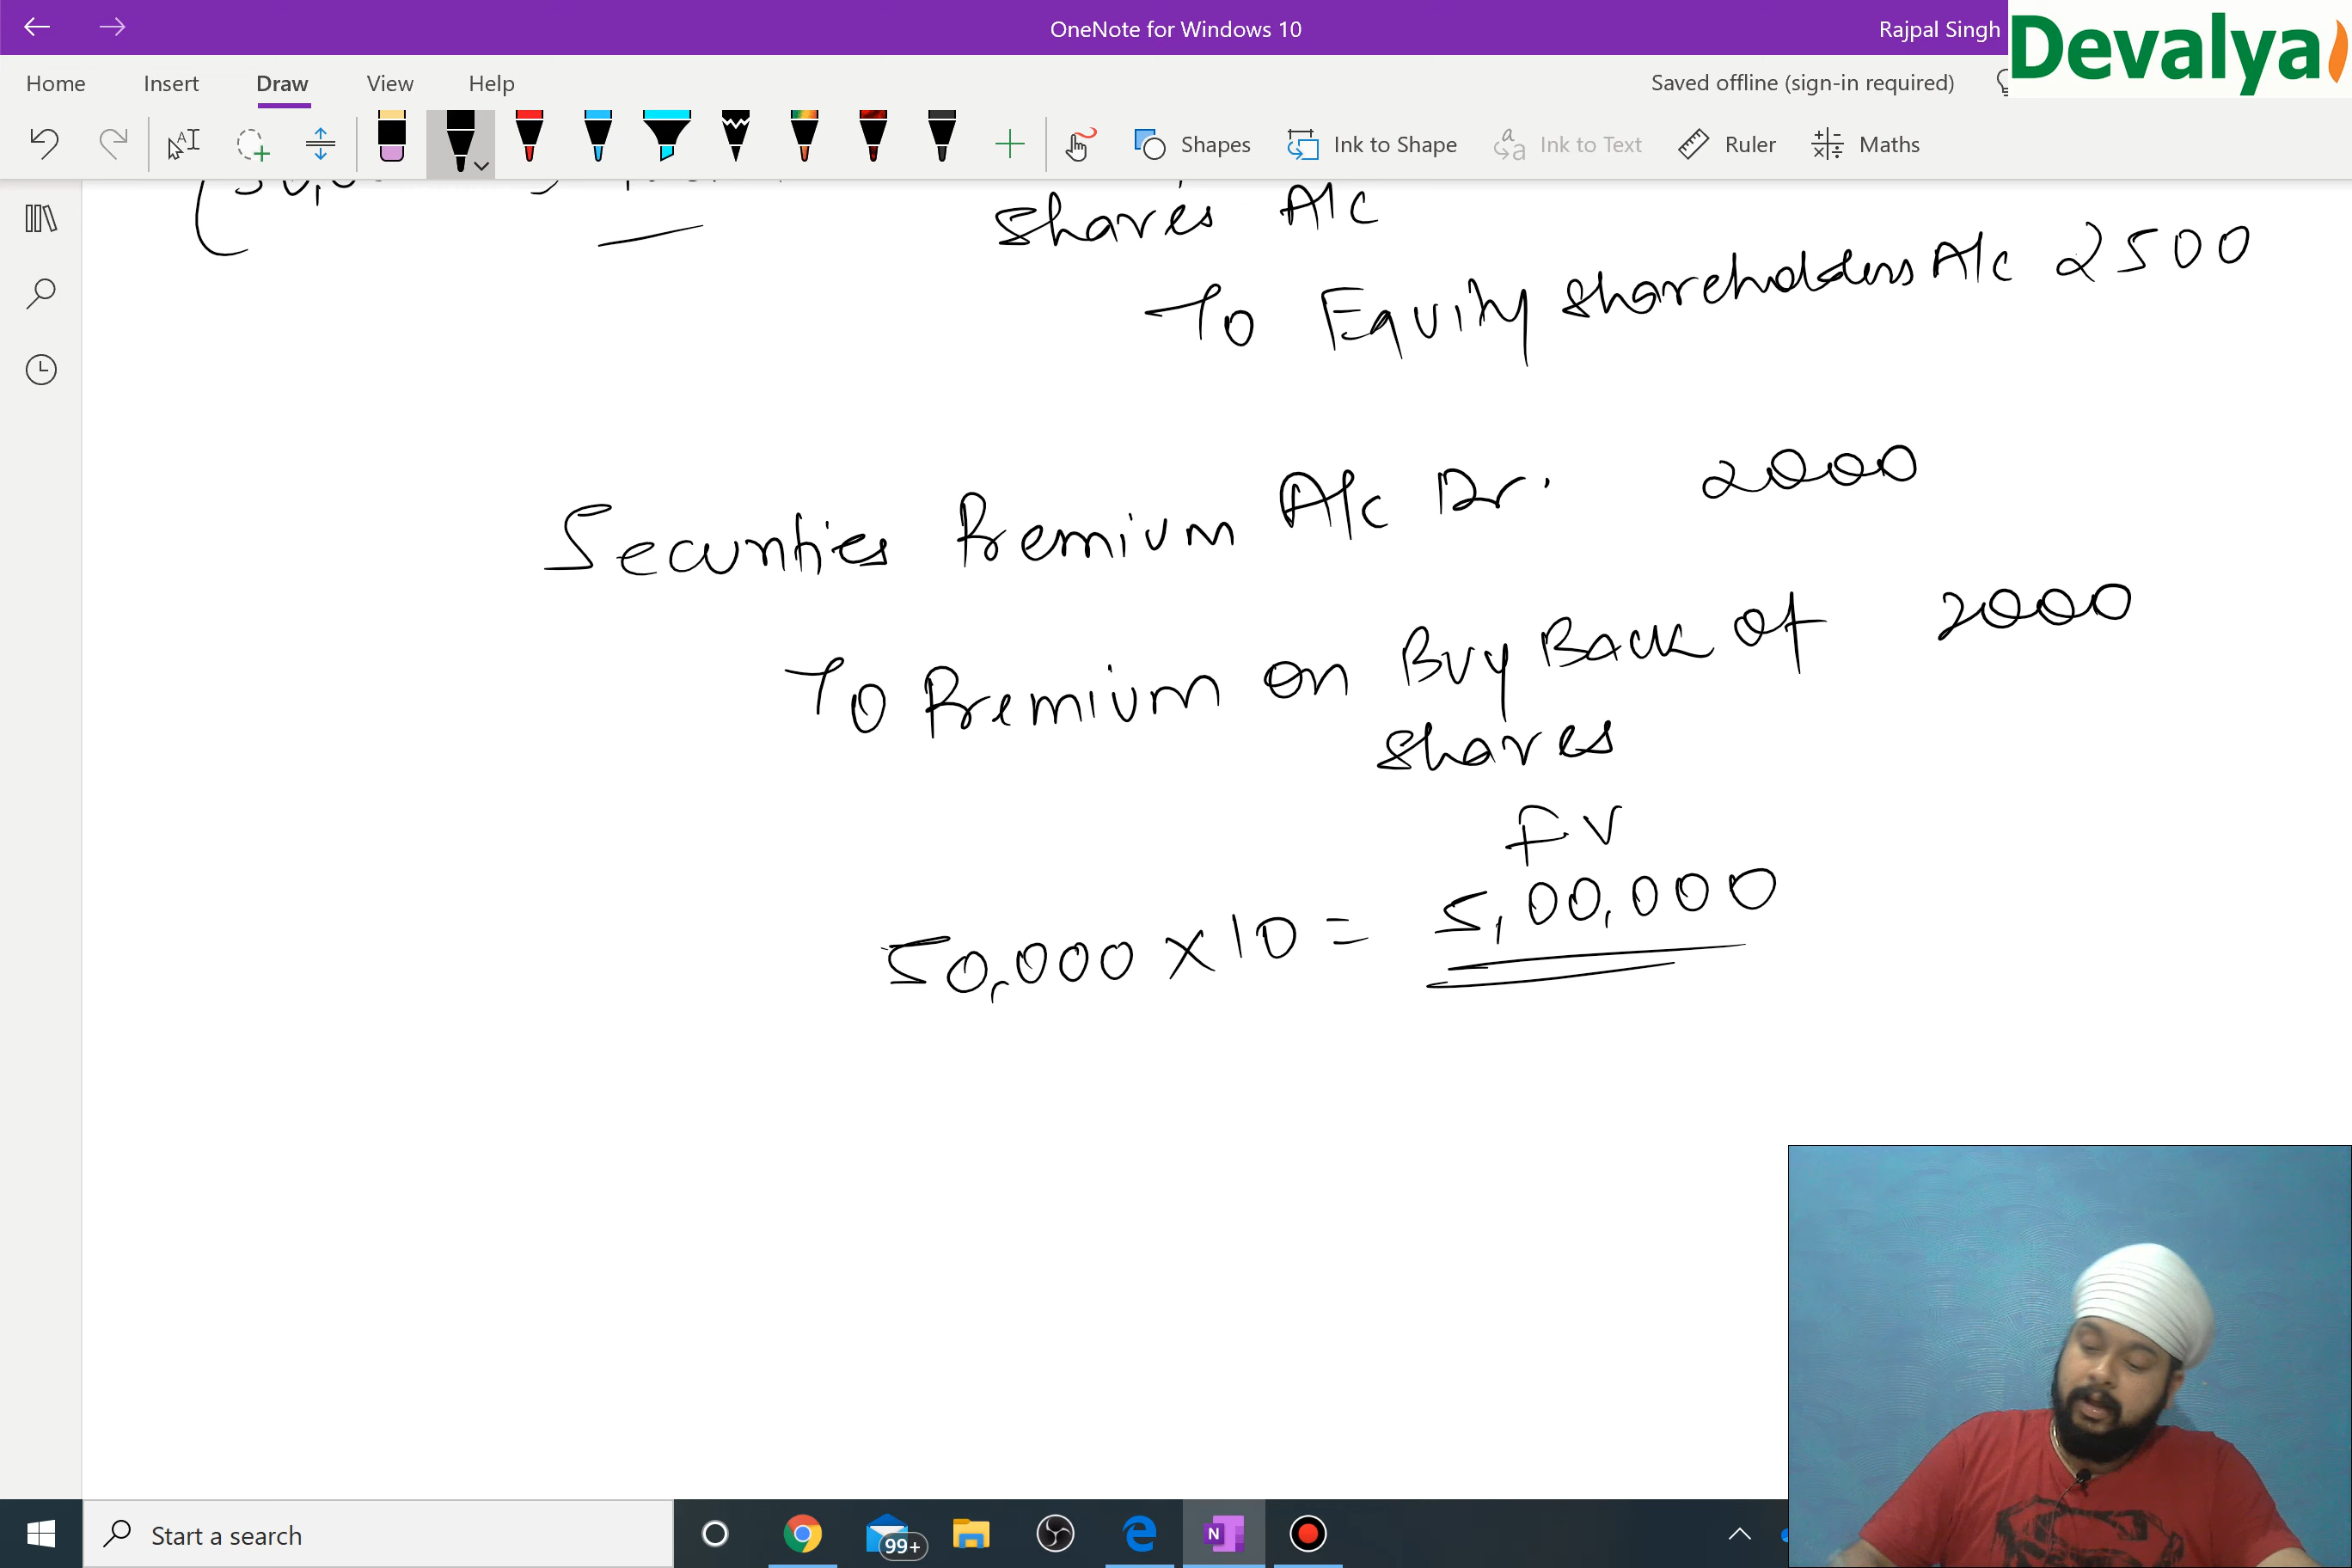 OneNote for Windows 10
Rajpal Singh
Devalya
Home Insert Draw View Help
Saved offline (sign-in required)
Shapes Ink to Shape Ink to Text Ruler Maths
shares A/c
To Equity shareholders A/c 2500
Securities Premium A/c Dr. 2000
To Premium on Buy Back of 2000
shares
FV
50,000 × 10 = 5,00,000
Start a search
99+